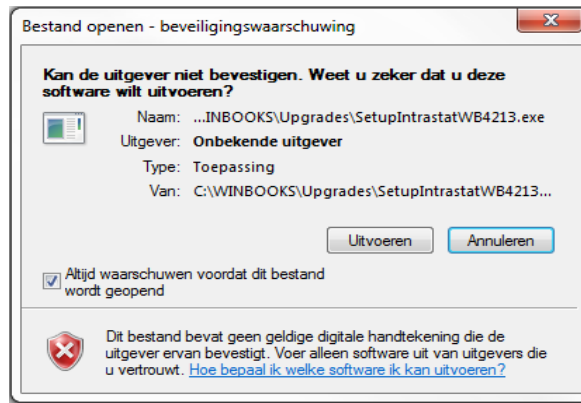 Bestand openen - beveiligingswaarschuwing
Kan de uitgever niet bevestigen. Weet u zeker dat u deze
software wilt uitvoeren?
Naam: ...INBOOKS\Upgrades\SetupIntrastatWB4213.exe
Uitgever: Onbekende uitgever
Type: Toepassing
Van: C:\WINBOOKS\Upgrades\SetupIntrastatWB4213...
Uitvoeren Annuleren
Altijd waarschuwen voordat dit bestand
wordt geopend
Dit bestand bevat geen geldige digitale handtekening die de
uitgever ervan bevestigt. Voer alleen software uit van uitgevers die
u vertrouwt. Hoe bepaal ik welke software ik kan uitvoeren?